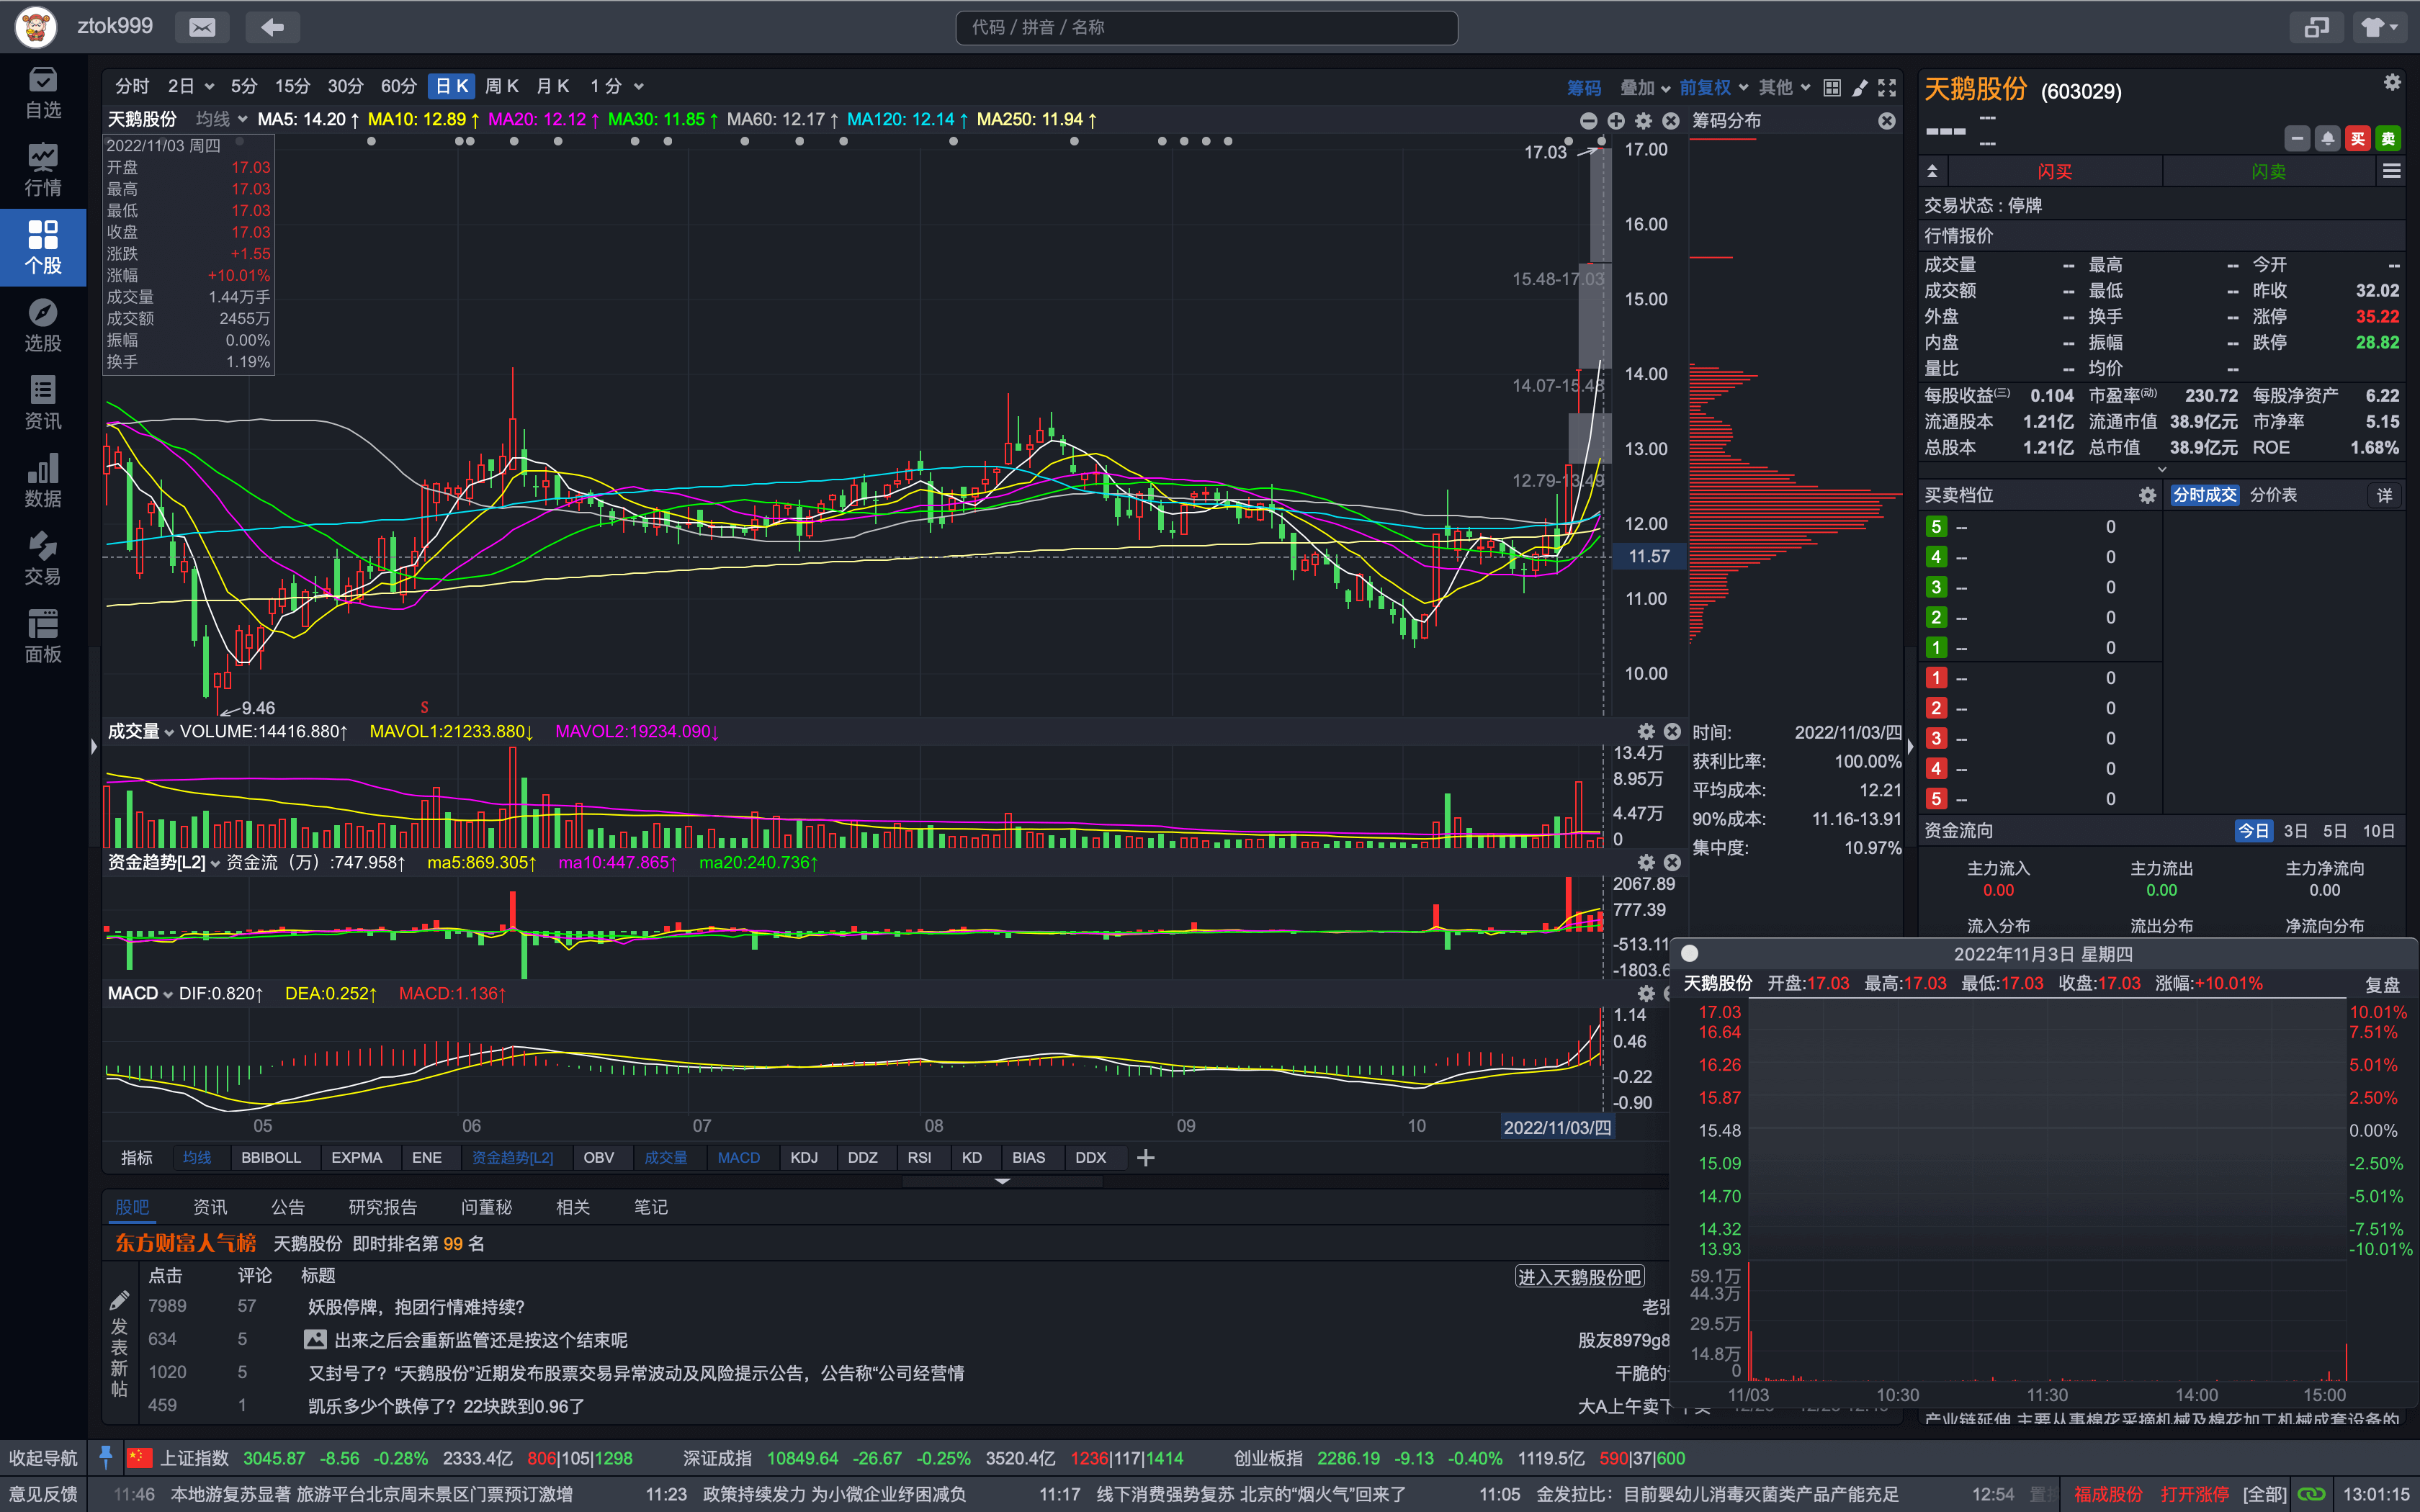 ztok999
代码 / 拼音 / 名称
自选
行情
个股
选股
资讯
数据
交易
面板
分时 2日 5分 15分 30分 60分 日K 周K 月K 1分 筹码 叠加 前复权 其他
天鹅股份 均线 MA5: 14.20↑ MA10: 12.89↑ MA20: 12.12↑ MA30: 11.85↑ MA60: 12.17↑ MA120: 12.14↑ MA250: 11.94↑
筹码分布
2022/11/03 周四
开盘 17.03
最高 17.03
最低 17.03
收盘 17.03
涨跌 +1.55
涨幅 +10.01%
成交量 1.44万手
成交额 2455万
振幅 0.00%
换手 1.19%
17.03
15.48-17.03
14.07-15.48
12.79-13.49
9.46
S
17.00
16.00
15.00
14.00
13.00
12.00
11.57
11.00
10.00
成交量 VOLUME:14416.880↑ MAVOL1:21233.880↓ MAVOL2:19234.090↓
13.4万
8.95万
4.47万
0
时间: 2022/11/03/四
获利比率: 100.00%
平均成本: 12.21
90%成本: 11.16-13.91
集中度: 10.97%
资金趋势[L2] 资金流（万）:747.958↑ ma5:869.305↑ ma10:447.865↑ ma20:240.736↑
2067.89
777.39
-513.11
-1803.6
MACD DIF:0.820↑ DEA:0.252↑ MACD:1.136↑
1.14
0.46
-0.22
-0.90
05 06 07 08 09 10 2022/11/03/四
指标 均线 BBIBOLL EXPMA ENE 资金趋势[L2] OBV 成交量 MACD KDJ DDZ RSI KD BIAS DDX
股吧 资讯 公告 研究报告 问董秘 相关 笔记
东方财富人气榜 天鹅股份 即时排名第 99 名
发表新帖
点击 评论 标题 进入天鹅股份吧
7989 57 妖股停牌，抱团行情难持续? 老张
634 5 出来之后会重新监管还是按这个结束呢 股友8979g8
1020 5 又封号了？“天鹅股份”近期发布股票交易异常波动及风险提示公告，公告称“公司经营情 干脆的
459 1 凯乐多少个跌停了？22块跌到0.96了 大A上午卖下午买
天鹅股份 (603029)
---
---
---
买 卖
闪买 闪卖
交易状态 : 停牌
行情报价
成交量 -- 最高 -- 今开 --
成交额 -- 最低 -- 昨收 32.02
外盘 -- 换手 -- 涨停 35.22
内盘 -- 振幅 -- 跌停 28.82
量比 -- 均价 --
每股收益(三) 0.104 市盈率(动) 230.72 每股净资产 6.22
流通股本 1.21亿 流通市值 38.9亿元 市净率 5.15
总股本 1.21亿 总市值 38.9亿元 ROE 1.68%
买卖档位 分时成交 分价表 详
5 -- 0
4 -- 0
3 -- 0
2 -- 0
1 -- 0
1 -- 0
2 -- 0
3 -- 0
4 -- 0
5 -- 0
资金流向 今日 3日 5日 10日
主力流入 主力流出 主力净流向
0.00 0.00 0.00
流入分布 流出分布 净流向分布
2022年11月3日 星期四
天鹅股份 开盘:17.03 最高:17.03 最低:17.03 收盘:17.03 涨幅:+10.01% 复盘
17.03 10.01%
16.64 7.51%
16.26 5.01%
15.87 2.50%
15.48 0.00%
15.09 -2.50%
14.70 -5.01%
14.32 -7.51%
13.93 -10.01%
59.1万
44.3万
29.5万
14.8万
0
11/03 10:30 11:30 14:00 15:00
产业链延伸,主要从事棉花采摘机械及棉花加工机械成套设备的
收起导航 上证指数 3045.87 -8.56 -0.28% 2333.4亿 806|105|1298 深证成指 10849.64 -26.67 -0.25% 3520.4亿 1236|117|1414 创业板指 2286.19 -9.13 -0.40% 1119.5亿 590|37|600
意见反馈 11:46 本地游复苏显著 旅游平台北京周末景区门票预订激增 11:23 政策持续发力 为小微企业纾困减负 11:17 线下消费强势复苏 北京的“烟火气”回来了 11:05 金发拉比：目前婴幼儿消毒灭菌类产品产能充足 12:54 福成股份 打开涨停 [全部] 13:01:15